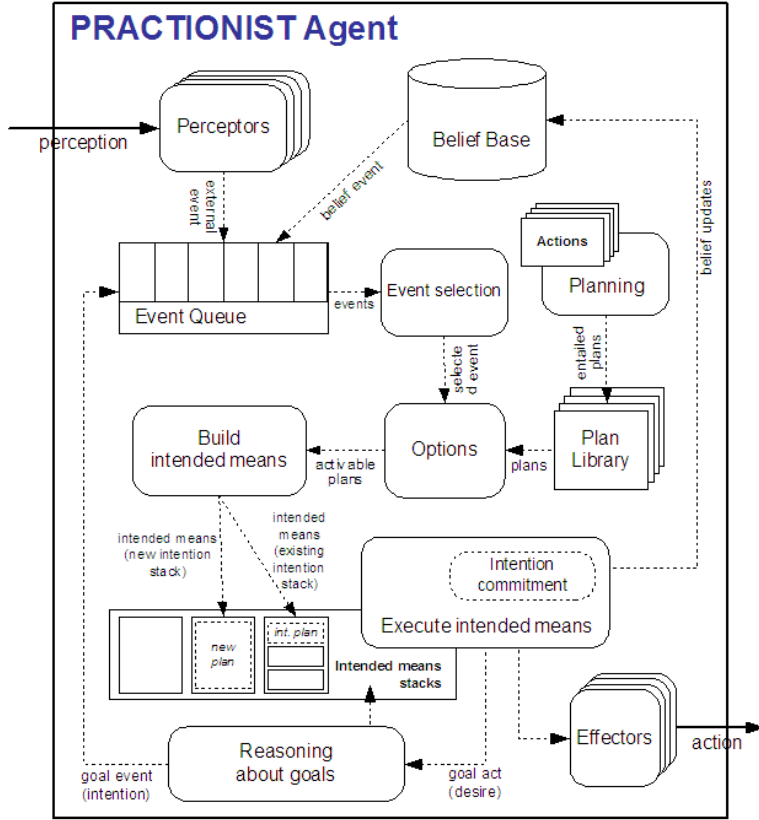 PRACTIONIST Agent
perception
Perceptors
Belief Base
external
event
belief event
belief updates
Actions
Planning
Event Queue
events
Event selection
selecte
d event
entailed
plans
Build
intended means
activable
plans
Options
plans
Plan
Library
intended means
(new intention
stack)
intended
means
(existing
intention
stack)
Intention
commitment
Execute intended means
new
plan
int. plan
Intended means
stacks
Reasoning
about goals
goal event
(intention)
goal act
(desire)
Effectors
action